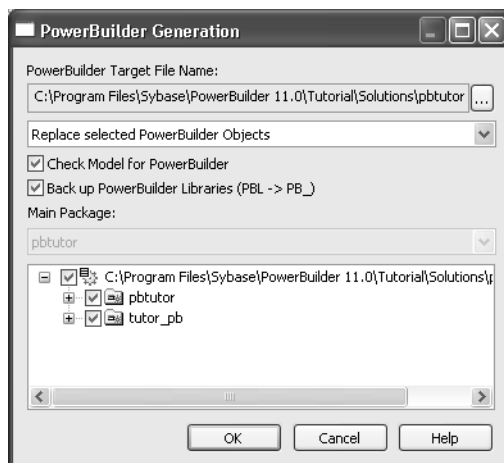 PowerBuilder Generation
PowerBuilder Target File Name:
C:\Program Files\Sybase\PowerBuilder 11.0\Tutorial\Solutions\pbtutor
...
Replace selected PowerBuilder Objects
Check Model for PowerBuilder
Back up PowerBuilder Libraries (PBL -> PB_)
Main Package:
pbtutor
C:\Program Files\Sybase\PowerBuilder 11.0\Tutorial\Solutions\p
pbtutor
tutor_pb
OK Cancel Help